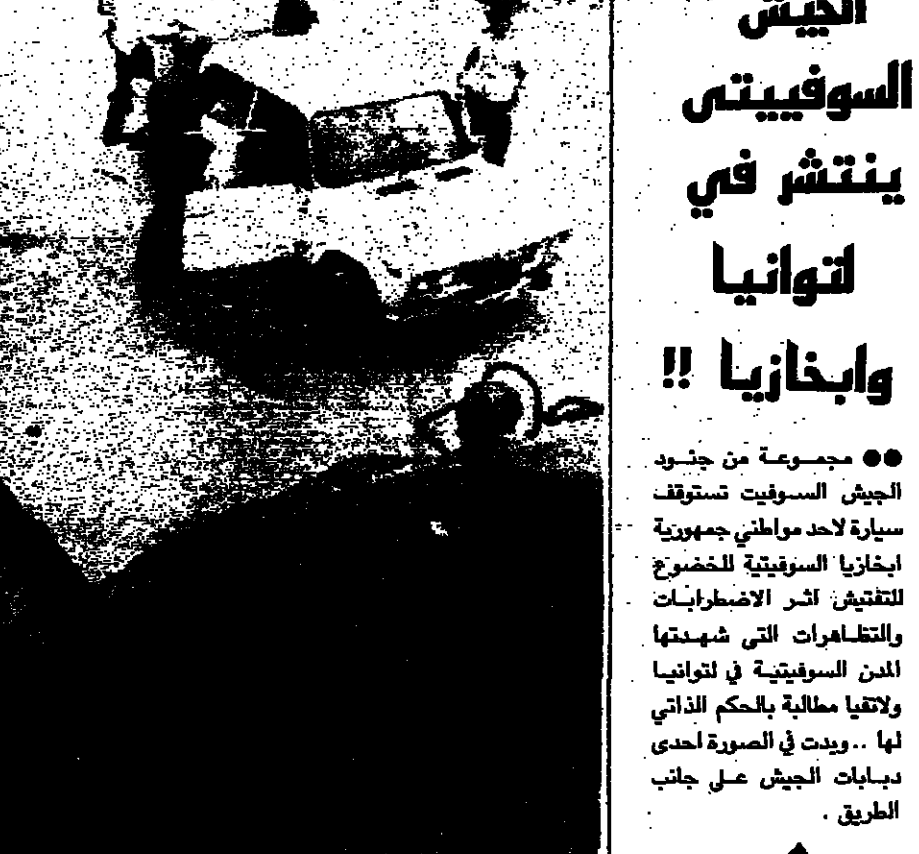 الجيش
السوفييتى
ينتشر في
لتوانيا
وابخازيا !!
●● مجموعة من جنود
الجيش السوفيت تستوقف
سيارة لاحد مواطني جمهورية
ابخازيا السوفيتية للخضوع
للتفتيش اثر الاضطرابات
والتظاهرات التى شهدتها
المدن السوفيتية في لتوانيا
ولاتفيا مطالبة بالحكم الذاتي
لها .. وبدت في الصورة احدى
دبابات الجيش على جانب
الطريق .